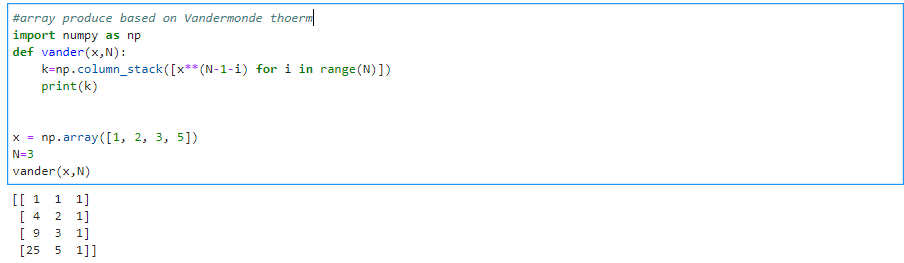 #array produce based on Vandermonde thoerm
import numpy as np
def vander(x,N):
    k=np.column_stack([x**(N-1-i) for i in range(N)])
    print(k)
x = np.array([1, 2, 3, 5])
N=3
vander(x,N)
[[ 1  1  1]
 [ 4  2  1]
 [ 9  3  1]
 [25  5  1]]